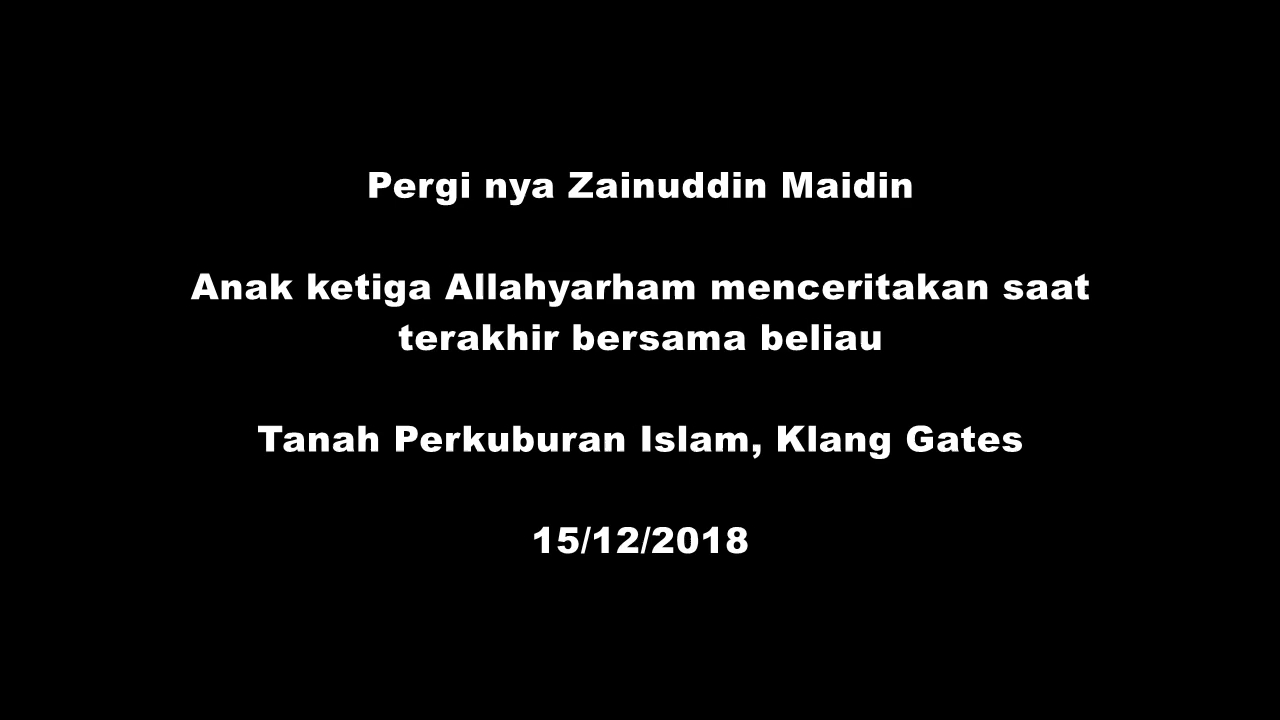 Pergi nya Zainuddin Maidin
Anak ketiga Allahyarham menceritakan saat
terakhir bersama beliau
Tanah Perkuburan Islam, Klang Gates
15/12/2018